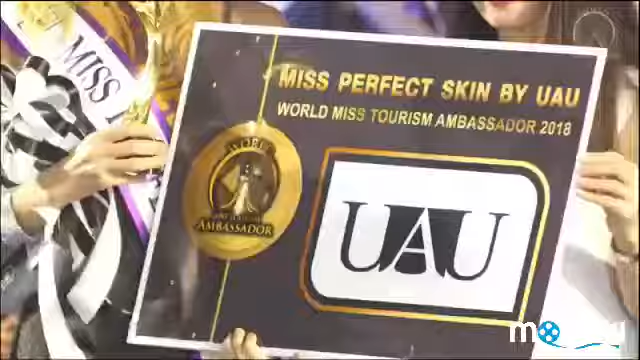 MISS
MISS PERFECT SKIN BY UAU
WORLD MISS TOURISM AMBASSADOR 2018
WORLD
AMBASSADOR
UAU